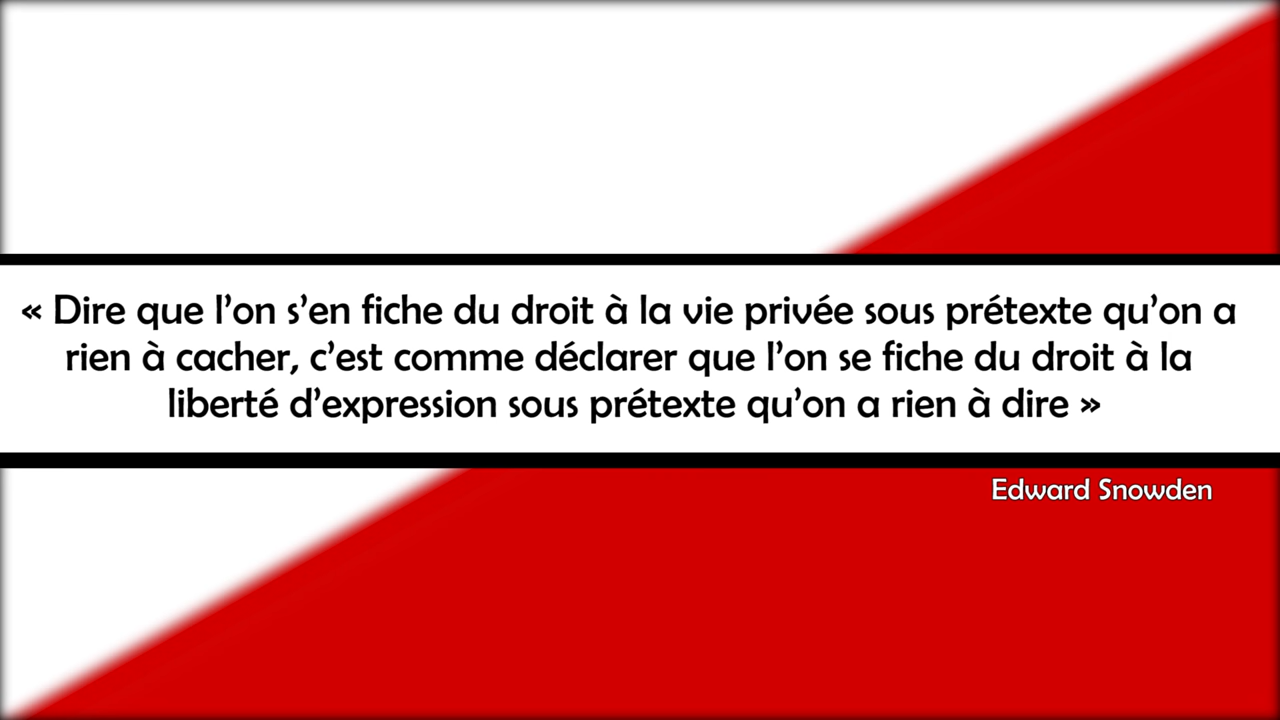 « Dire que l’on s’en fiche du droit à la vie privée sous prétexte qu’on a
rien à cacher, c’est comme déclarer que l’on se fiche du droit à la
liberté d’expression sous prétexte qu’on a rien à dire »
Edward Snowden